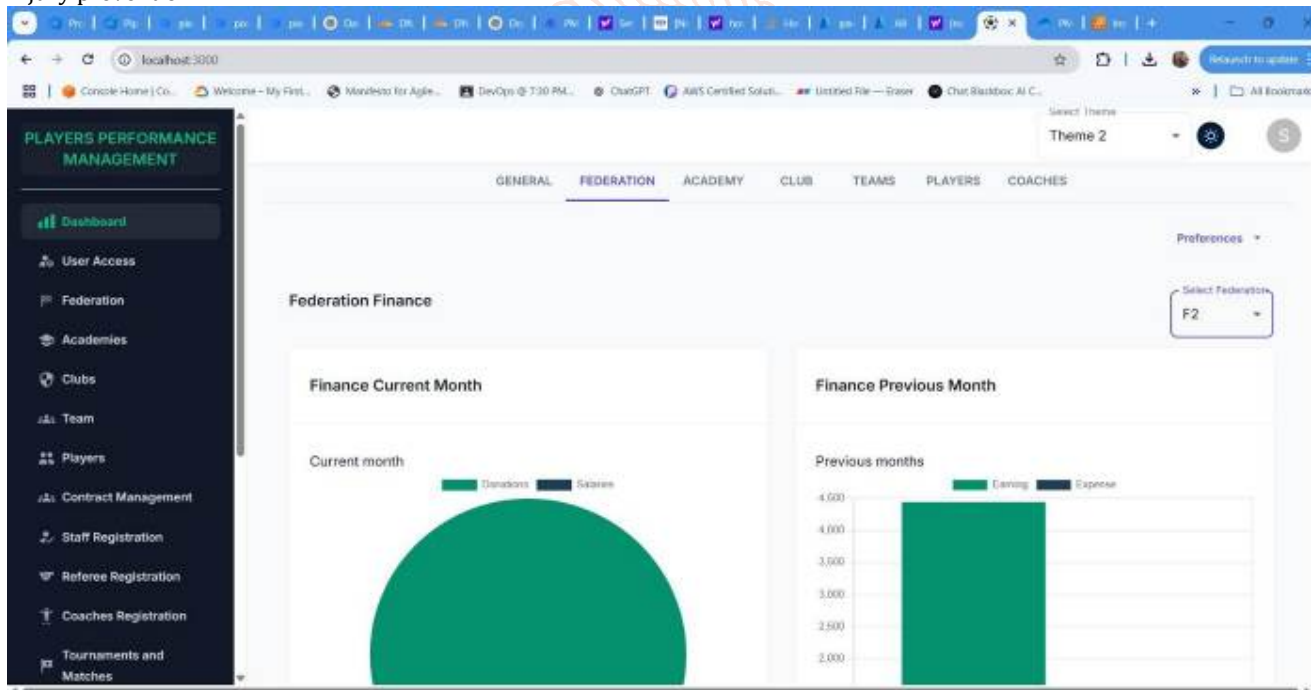 localhost:3000
Relaunch to update
Console Home | Co...
Welcome – My First...
Manifesto for Agile...
DevOps @ 7:30 PM...
ChatGPT
AWS Certified Soluti...
Untitled File — Eraser
Chat Blackbox: AI C...
All Bookmarks
PLAYERS PERFORMANCE
MANAGEMENT
Select Theme
Theme 2
S
GENERAL FEDERATION ACADEMY CLUB TEAMS PLAYERS COACHES
Dashboard
User Access
Federation
Academies
Clubs
Team
Players
Contract Management
Staff Registration
Referee Registration
Coaches Registration
Tournaments and
Matches
Preferences
Federation Finance
Select Federation
F2
Finance Current Month
Current month
Donations Salaries
Finance Previous Month
Previous months
Earning Expense
4,500
4,000
3,500
3,000
2,500
2,000